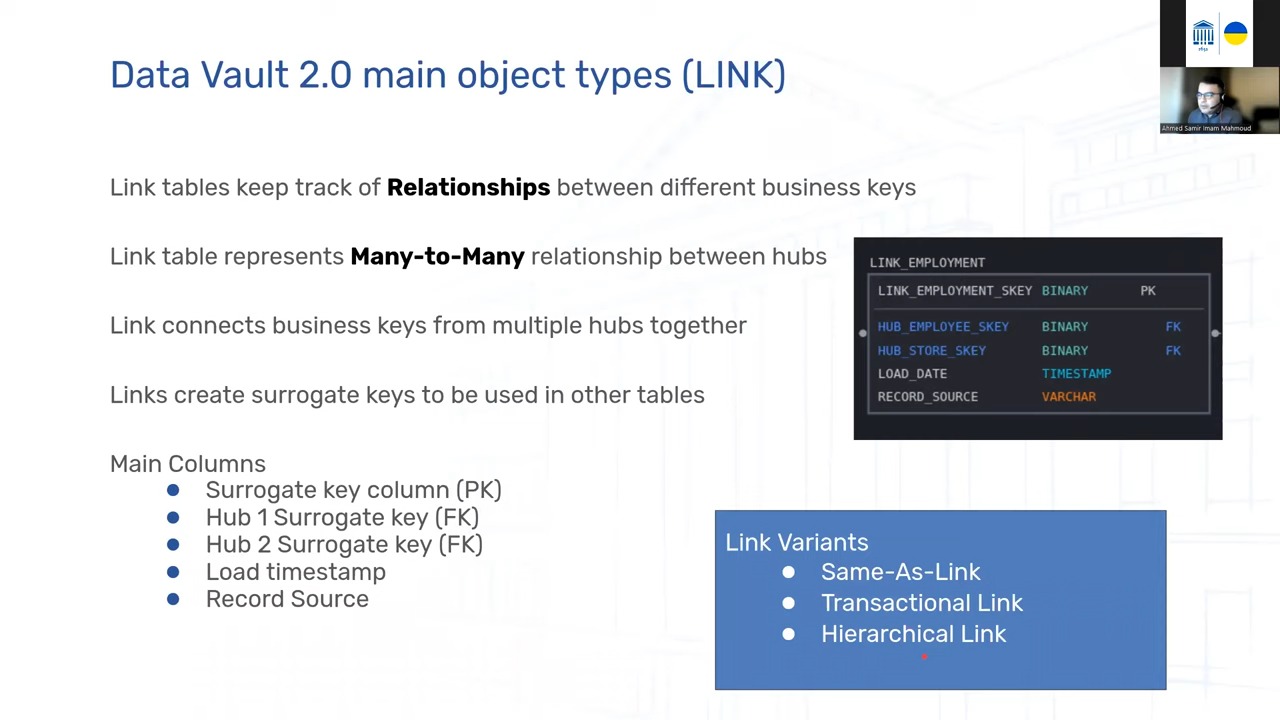 Data Vault 2.0 main object types (LINK)
Ahmed Samir Imam Mahmoud
Link tables keep track of Relationships between different business keys
Link table represents Many-to-Many relationship between hubs
Link connects business keys from multiple hubs together
Links create surrogate keys to be used in other tables
Main Columns
Surrogate key column (PK)
Hub 1 Surrogate key (FK)
Hub 2 Surrogate key (FK)
Load timestamp
Record Source
LINK_EMPLOYMENT
LINK_EMPLOYMENT_SKEY BINARY PK
HUB_EMPLOYEE_SKEY BINARY FK
HUB_STORE_SKEY BINARY FK
LOAD_DATE TIMESTAMP
RECORD_SOURCE VARCHAR
Link Variants
Same-As-Link
Transactional Link
Hierarchical Link